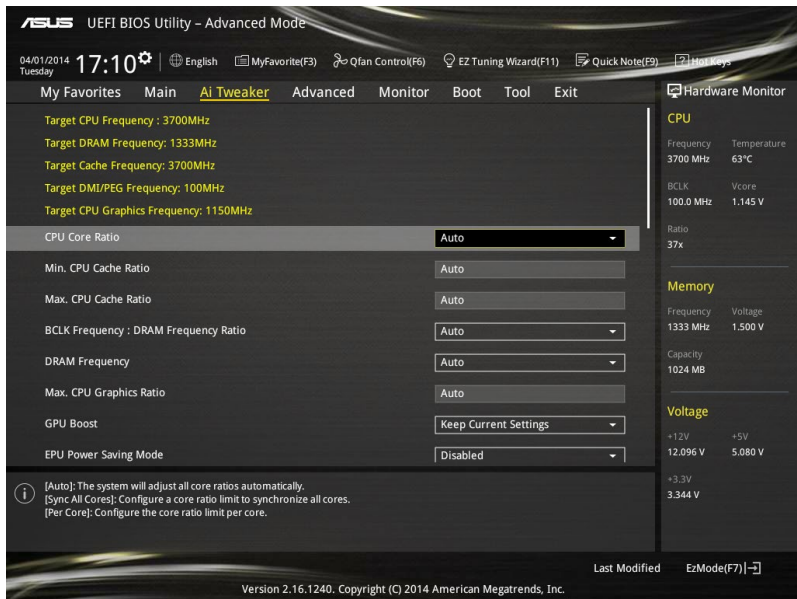 ASUS UEFI BIOS Utility – Advanced Mode
04/01/2014
Tuesday
17:10
English
MyFavorite(F3)
Qfan Control(F6)
EZ Tuning Wizard(F11)
Quick Note(F9)
? Hot Keys
My Favorites Main Ai Tweaker Advanced Monitor Boot Tool Exit
Target CPU Frequency : 3700MHz
Target DRAM Frequency: 1333MHz
Target Cache Frequency: 3700MHz
Target DMI/PEG Frequency: 100MHz
Target CPU Graphics Frequency: 1150MHz
CPU Core Ratio Auto
Min. CPU Cache Ratio Auto
Max. CPU Cache Ratio Auto
BCLK Frequency : DRAM Frequency Ratio Auto
DRAM Frequency Auto
Max. CPU Graphics Ratio Auto
GPU Boost Keep Current Settings
EPU Power Saving Mode Disabled
[Auto]: The system will adjust all core ratios automatically.
[Sync All Cores]: Configure a core ratio limit to synchronize all cores.
[Per Core]: Configure the core ratio limit per core.
Hardware Monitor
CPU
Frequency Temperature
3700 MHz 63°C
BCLK Vcore
100.0 MHz 1.145 V
Ratio
37x
Memory
Frequency Voltage
1333 MHz 1.500 V
Capacity
1024 MB
Voltage
+12V +5V
12.096 V 5.080 V
+3.3V
3.344 V
Last Modified EzMode(F7)
Version 2.16.1240. Copyright (C) 2014 American Megatrends, Inc.